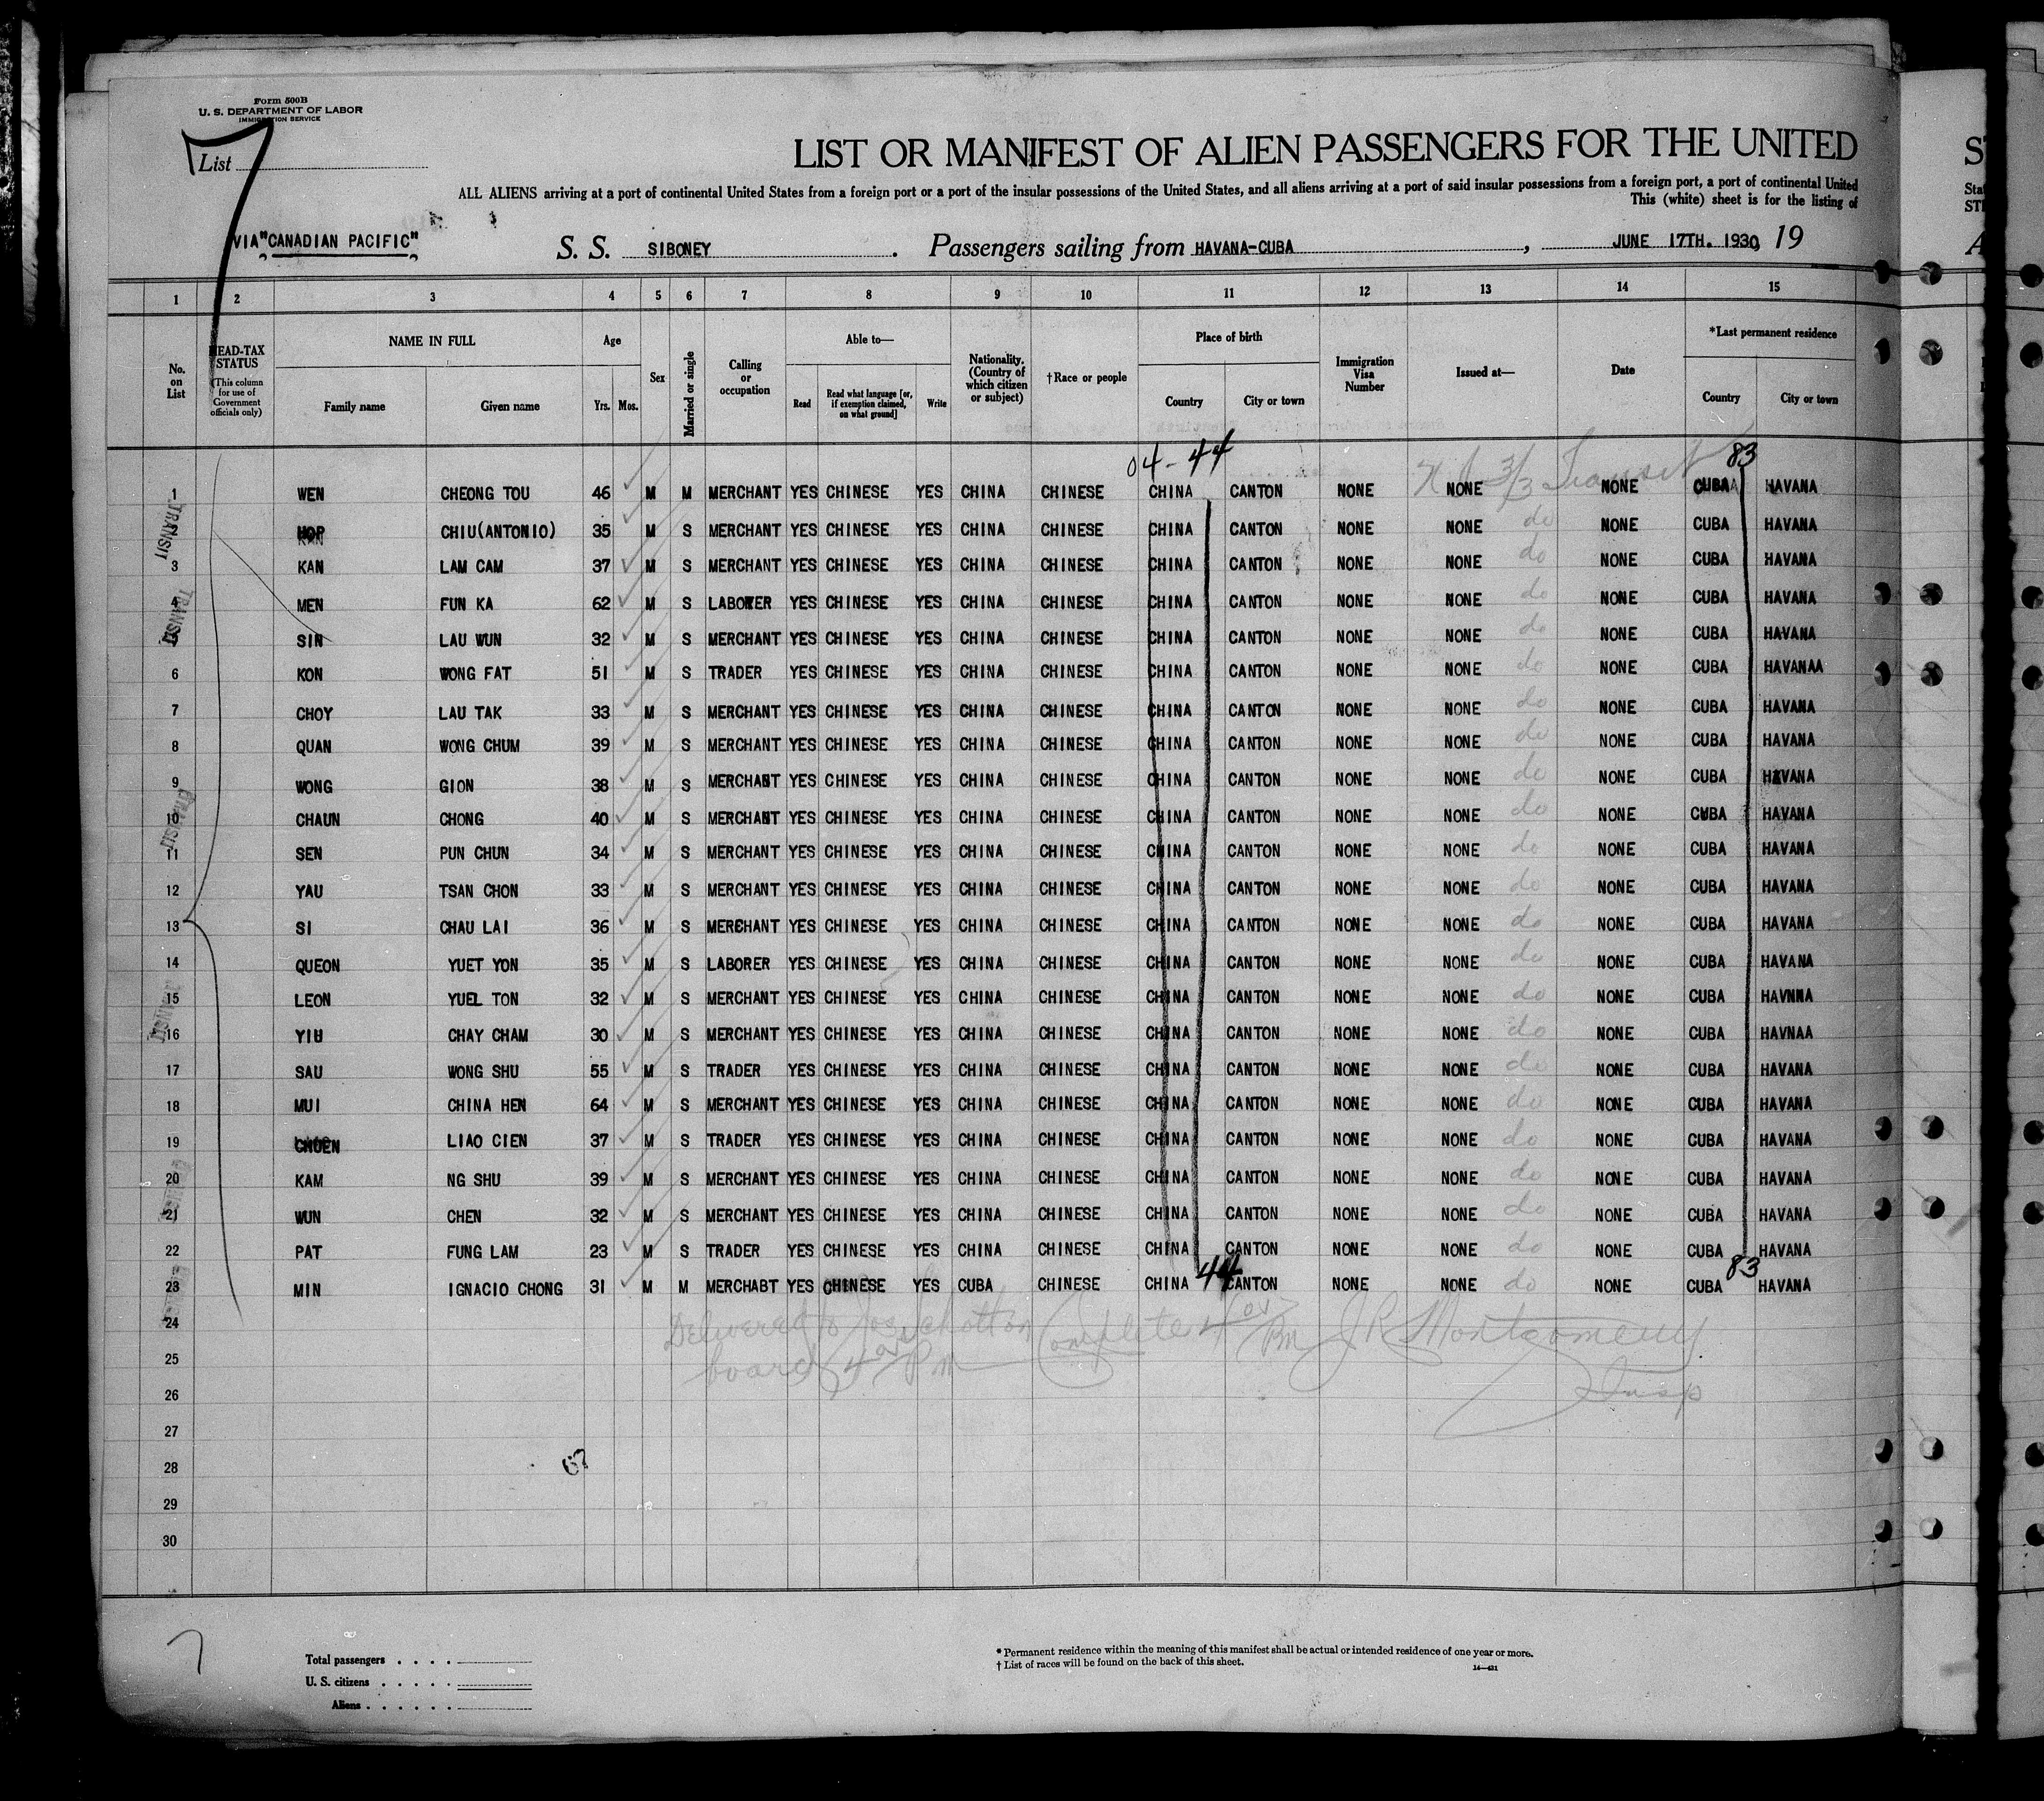 Form 500B
U. S. DEPARTMENT OF LABOR
IMMIGRATION SERVICE
List 7
LIST OR MANIFEST OF ALIEN PASSENGERS FOR THE UNITED
ALL ALIENS arriving at a port of continental United States from a foreign port or a port of the insular possessions of the United States, and all aliens arriving at a port of said insular possessions from a foreign port, a port of continental United
This (white) sheet is for the listing of
VIA "CANADIAN PACIFIC"
S. S. SIBONEY. Passengers sailing from HAVANA-CUBA, JUNE 17TH. 1930, 19
1 2 3 4 5 6 7 8 9 10 11 12 13 14 15
No. on List
HEAD-TAX STATUS (This column for use of Government officials only)
NAME IN FULL Family name Given name
Age Yrs. Mos.
Sex
Married or single
Calling or occupation
Able to— Read Read what language [or, if exemption claimed, on what ground] Write
Nationality. (Country of which citizen or subject)
†Race or people
Place of birth Country City or town
Immigration Visa Number
Issued at—
Date
*Last permanent residence Country City or town
04-44 Transit 83
1 WEN CHEONG TOU 46 M M MERCHANT YES CHINESE YES CHINA CHINESE CHINA CANTON NONE NONE NONE CUBA HAVANA
HOP CHIU(ANTONIO) 35 M S MERCHANT YES CHINESE YES CHINA CHINESE CHINA CANTON NONE NONE do NONE CUBA HAVANA
TRANSIT
3 KAN LAM CAM 37 M S MERCHANT YES CHINESE YES CHINA CHINESE CHINA CANTON NONE NONE do NONE CUBA HAVANA
4 MEN FUN KA 62 M S LABORER YES CHINESE YES CHINA CHINESE CHINA CANTON NONE NONE do NONE CUBA HAVANA
TRANSIT
SIN LAU WUN 32 M S MERCHANT YES CHINESE YES CHINA CHINESE CHINA CANTON NONE NONE do NONE CUBA HAVANA
6 KON WONG FAT 51 M S TRADER YES CHINESE YES CHINA CHINESE CHINA CANTON NONE NONE do NONE CUBA HAVANAA
7 CHOY LAU TAK 33 M S MERCHANT YES CHINESE YES CHINA CHINESE CHINA CANTON NONE NONE do NONE CUBA HAVANA
8 QUAN WONG CHUM 39 M S MERCHANT YES CHINESE YES CHINA CHINESE CHINA CANTON NONE NONE do NONE CUBA HAVANA
9 WONG GION 38 M S MERCHANT YES CHINESE YES CHINA CHINESE CHINA CANTON NONE NONE do NONE CUBA HAVANA
10 CHAUN CHONG 40 M S MERCHANT YES CHINESE YES CHINA CHINESE CHINA CANTON NONE NONE do NONE CUBA HAVANA
TRANSIT
11 SEN PUN CHUN 34 M S MERCHANT YES CHINESE YES CHINA CHINESE CHINA CANTON NONE NONE do NONE CUBA HAVANA
12 YAU TSAN CHON 33 M S MERCHANT YES CHINESE YES CHINA CHINESE CHINA CANTON NONE NONE do NONE CUBA HAVANA
13 SI CHAU LAI 36 M S MERCHANT YES CHINESE YES CHINA CHINESE CHINA CANTON NONE NONE do NONE CUBA HAVANA
14 QUEON YUET YON 35 M S LABORER YES CHINESE YES CHINA CHINESE CHINA CANTON NONE NONE do NONE CUBA HAVANA
15 LEON YUEL TON 32 M S MERCHANT YES CHINESE YES CHINA CHINESE CHINA CANTON NONE NONE do NONE CUBA HAVNNA
TRANSIT
16 YIU CHAY CHAM 30 M S MERCHANT YES CHINESE YES CHINA CHINESE CHINA CANTON NONE NONE do NONE CUBA HAVNAA
17 SAU WONG SHU 55 M S TRADER YES CHINESE YES CHINA CHINESE CHINA CANTON NONE NONE do NONE CUBA HAVANA
18 MUI CHINA HEN 64 M S MERCHANT YES CHINESE YES CHINA CHINESE CHINA CANTON NONE NONE do NONE CUBA HAVANA
19 CHUEN LIAO CIEN 37 M S TRADER YES CHINESE YES CHINA CHINESE CHINA CANTON NONE NONE do NONE CUBA HAVANA
20 KAM NG SHU 39 M S MERCHANT YES CHINESE YES CHINA CHINESE CHINA CANTON NONE NONE do NONE CUBA HAVANA
21 WUN CHEN 32 M S MERCHANT YES CHINESE YES CHINA CHINESE CHINA CANTON NONE NONE do NONE CUBA HAVANA
22 PAT FUNG LAM 23 M S TRADER YES CHINESE YES CHINA CHINESE CHINA CANTON NONE NONE do NONE CUBA HAVANA
44 83
23 MIN IGNACIO CHONG 31 M M MERCHABT YES CHINESE YES CUBA CHINESE CHINA CANTON NONE NONE do NONE CUBA HAVANA
24 Delivered to Jos Schotton Complete 4 PM J R Montgomery
25 board 4 PM
26 Insp
27
28
29
30
7
Total passengers . . . .
U. S. citizens . . . . .
Aliens . . . . . .
* Permanent residence within the meaning of this manifest shall be actual or intended residence of one year or more.
† List of races will be found on the back of this sheet.
14—431